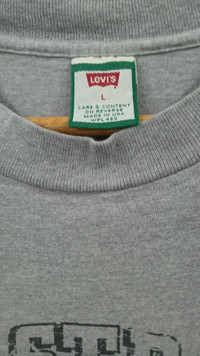 LEVI'S
L
CARE & CONTENT
ON REVERSE
MADE IN USA
WPL 423